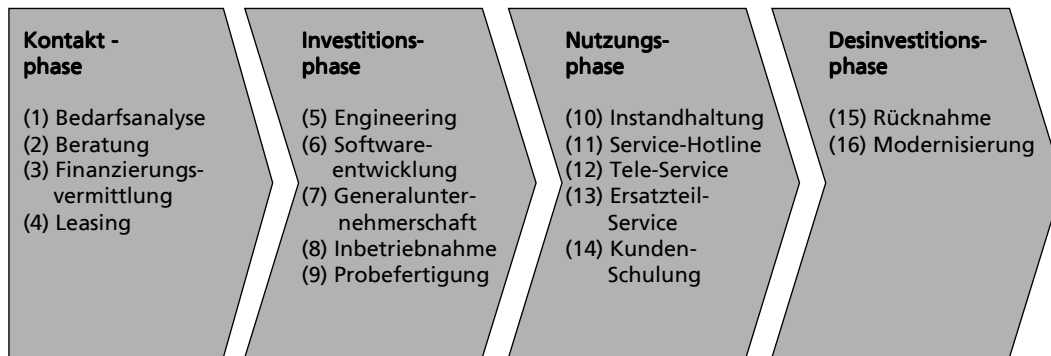 Kontakt -
phase
(1) Bedarfsanalyse
(2) Beratung
(3) Finanzierungs-
vermittlung
(4) Leasing
Investitions-
phase
(5) Engineering
(6) Software-
entwicklung
(7) Generalunter-
nehmerschaft
(8) Inbetriebnahme
(9) Probefertigung
Nutzungs-
phase
(10) Instandhaltung
(11) Service-Hotline
(12) Tele-Service
(13) Ersatzteil-
Service
(14) Kunden-
Schulung
Desinvestitions-
phase
(15) Rücknahme
(16) Modernisierung